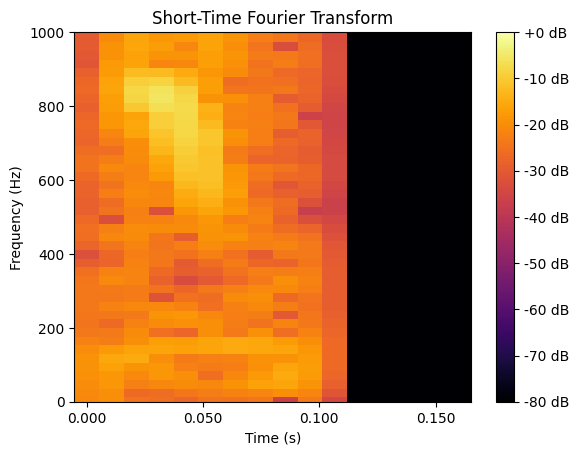 Short-Time Fourier Transform
1000
800
600
400
200
0
Frequency (Hz)
0.000
0.050
0.100
0.150
Time (s)
+0 dB
-10 dB
-20 dB
-30 dB
-40 dB
-50 dB
-60 dB
-70 dB
-80 dB